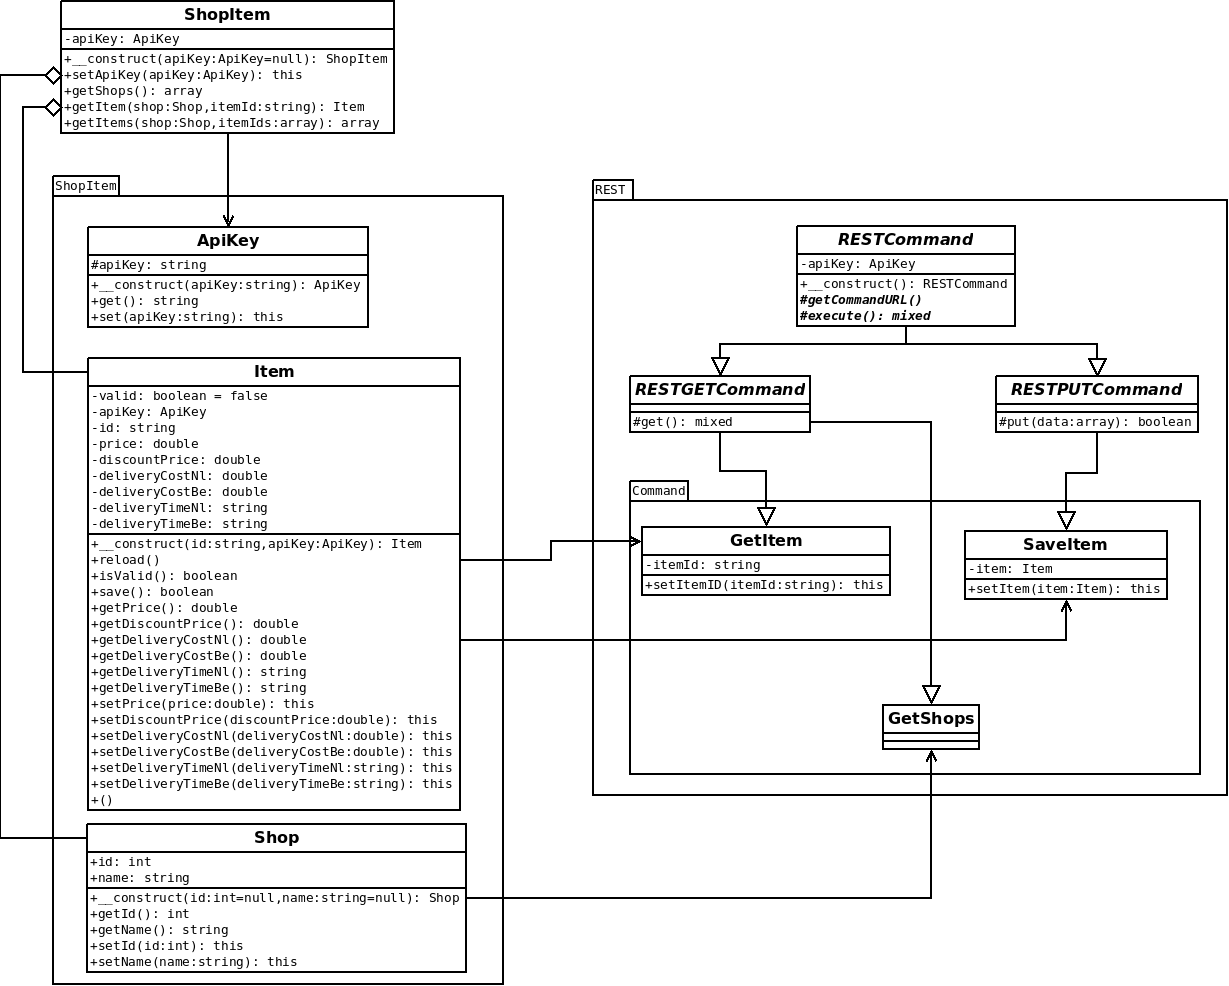 ShopItem
-apiKey: ApiKey
+__construct(apiKey:ApiKey=null): ShopItem
+setApiKey(apiKey:ApiKey): this
+getShops(): array
+getItem(shop:Shop,itemId:string): Item
+getItems(shop:Shop,itemIds:array): array
ShopItem
ApiKey
#apiKey: string
+__construct(apiKey:string): ApiKey
+get(): string
+set(apiKey:string): this
Item
-valid: boolean = false
-apiKey: ApiKey
-id: string
-price: double
-discountPrice: double
-deliveryCostNl: double
-deliveryCostBe: double
-deliveryTimeNl: string
-deliveryTimeBe: string
+__construct(id:string,apiKey:ApiKey): Item
+reload()
+isValid(): boolean
+save(): boolean
+getPrice(): double
+getDiscountPrice(): double
+getDeliveryCostNl(): double
+getDeliveryCostBe(): double
+getDeliveryTimeNl(): string
+getDeliveryTimeBe(): string
+setPrice(price:double): this
+setDiscountPrice(discountPrice:double): this
+setDeliveryCostNl(deliveryCostNl:double): this
+setDeliveryCostBe(deliveryCostBe:double): this
+setDeliveryTimeNl(deliveryTimeNl:string): this
+setDeliveryTimeBe(deliveryTimeBe:string): this
+()
Shop
+id: int
+name: string
+__construct(id:int=null,name:string=null): Shop
+getId(): int
+getName(): string
+setId(id:int): this
+setName(name:string): this
REST
RESTCommand
-apiKey: ApiKey
+__construct(): RESTCommand
#getCommandURL()
#execute(): mixed
RESTGETCommand
#get(): mixed
RESTPUTCommand
#put(data:array): boolean
Command
GetItem
-itemId: string
+setItemID(itemId:string): this
SaveItem
-item: Item
+setItem(item:Item): this
GetShops